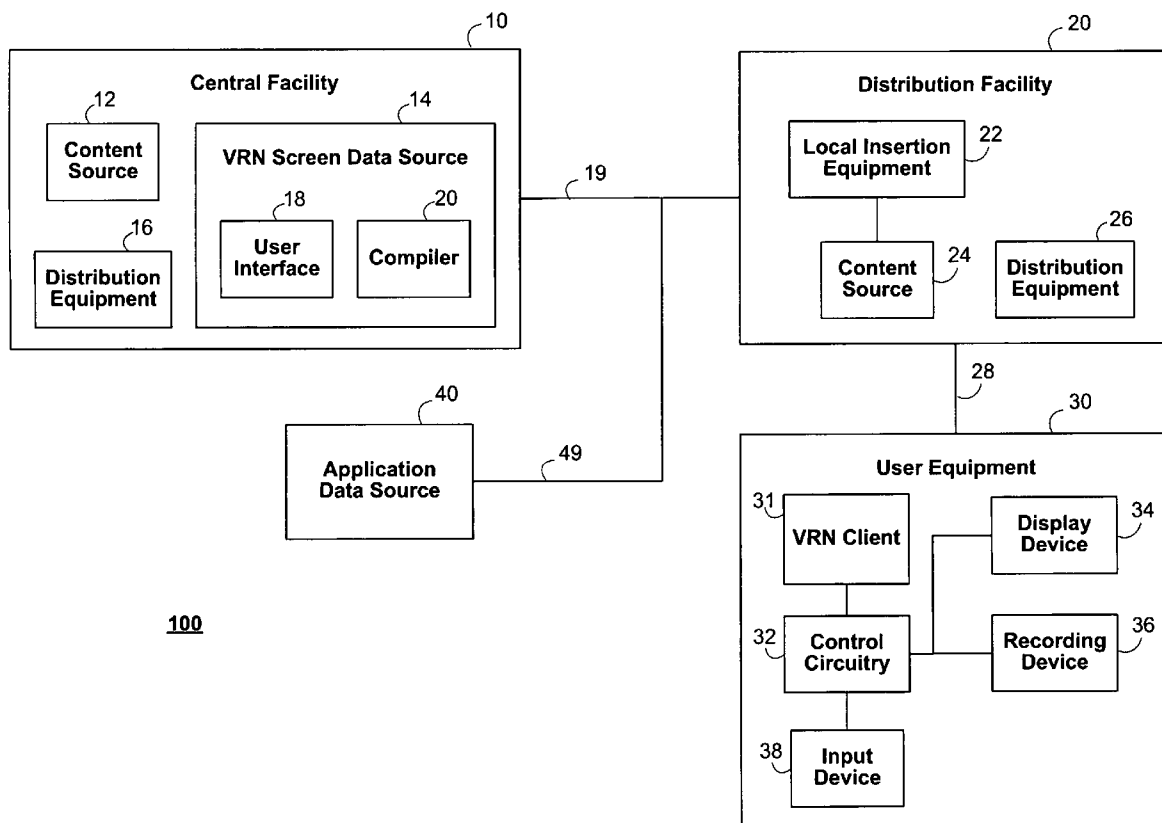 10
Central Facility
12
Content
Source
14
VRN Screen Data Source
18
User
Interface
20
Compiler
16
Distribution
Equipment
19
20
Distribution Facility
Local Insertion
Equipment
22
Content
Source
24
26
Distribution
Equipment
28
40
Application
Data Source
49
30
User Equipment
31
VRN Client
Display
Device
34
32
Control
Circuitry
Recording
Device
36
38
Input
Device
100